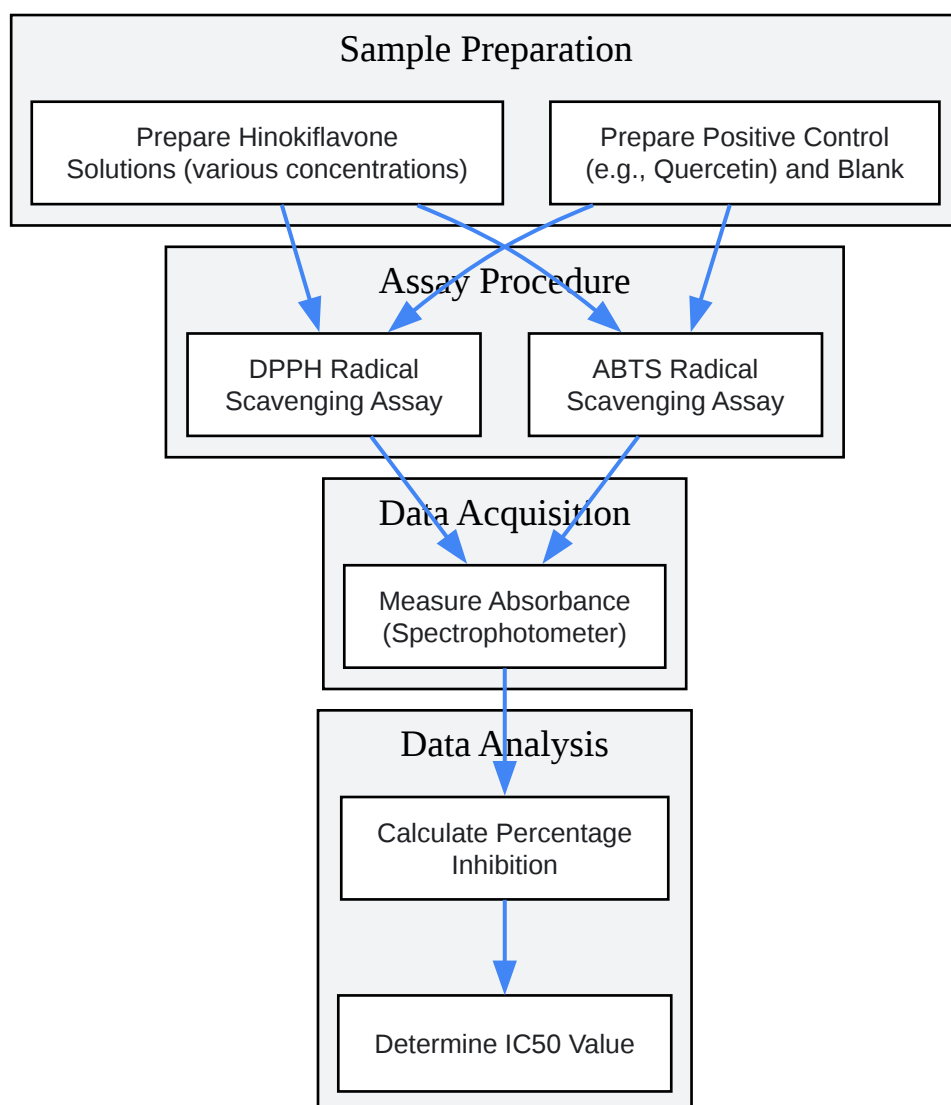 Sample Preparation
Prepare Hinokiflavone
Solutions (various concentrations)
Prepare Positive Control
(e.g., Quercetin) and Blank
Assay Procedure
DPPH Radical
Scavenging Assay
ABTS Radical
Scavenging Assay
Data Acquisition
Measure Absorbance
(Spectrophotometer)
Data Analysis
Calculate Percentage
Inhibition
Determine IC50 Value